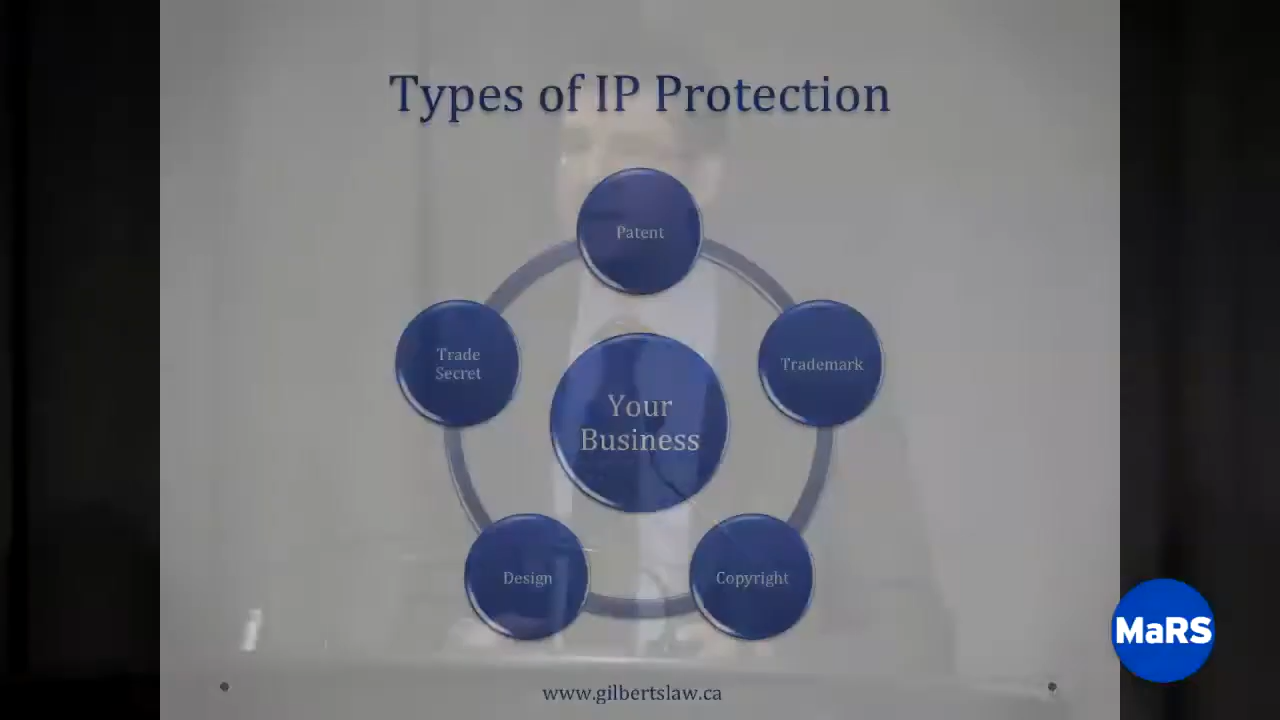 Types of IP Protection
Patent
Trade
Secret
Trademark
Your
Business
Design
Copyright
MaRS
www.gilbertslaw.ca